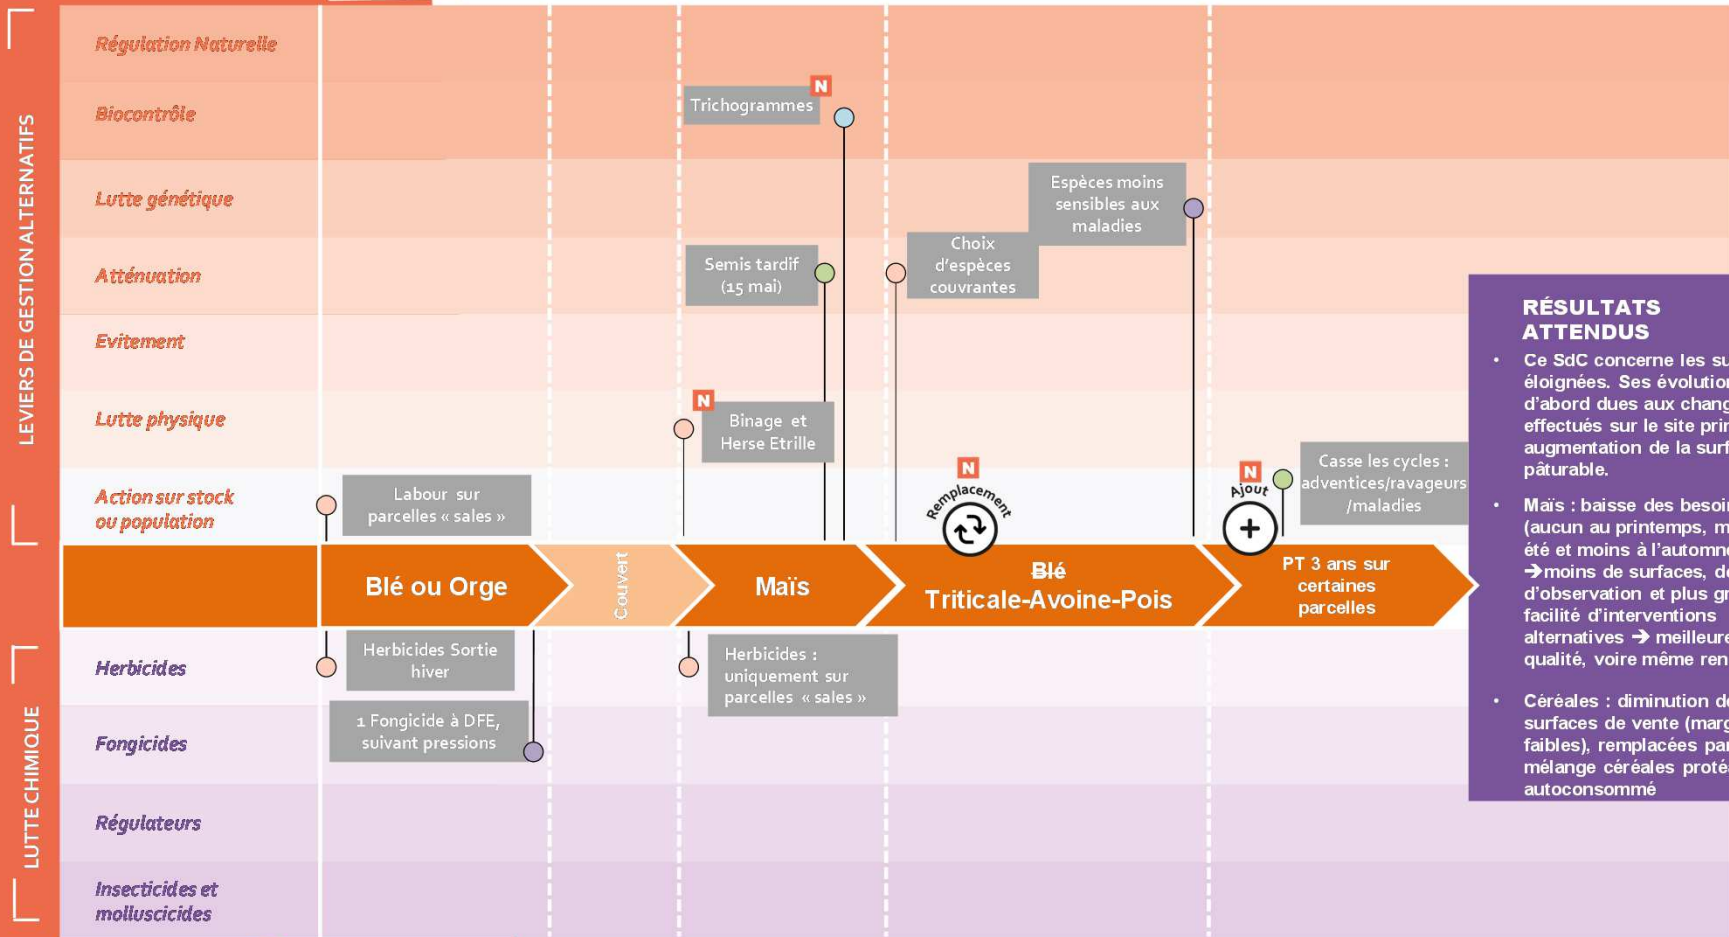 LEVIERS DE GESTION ALTERNATIFS
Régulation Naturelle
Biocontrôle
Trichogrammes
N
Lutte génétique
Espèces moins
sensibles aux
maladies
Atténuation
Semis tardif
(15 mai)
Choix
d'espèces
couvrantes
Evitement
Lutte physique
N
Binage et
Herse Etrille
Action sur stock
ou population
Labour sur
parcelles « sales »
N
Remplacement
N
Ajout
Casse les cycles :
adventices/ravageurs
/maladies
Blé ou Orge
Couvert
Maïs
Blé
Triticale-Avoine-Pois
PT 3 ans sur
certaines
parcelles
LUTTE CHIMIQUE
Herbicides
Herbicides Sortie
hiver
Herbicides :
uniquement sur
parcelles « sales »
Fongicides
1 Fongicide à DFE,
suivant pressions
Régulateurs
Insecticides et
molluscicides
RÉSULTATS
ATTENDUS
• Ce SdC concerne les su
éloignées. Ses évolution
d'abord dues aux chang
effectués sur le site prin
augmentation de la surf
pâturable.
• Maïs : baisse des besoin
(aucun au printemps, m
été et moins à l'automne
➔moins de surfaces, de
d'observation et plus gr
facilité d'interventions
alternatives ➔ meilleure
qualité, voire même ren
• Céréales : diminution de
surfaces de vente (marg
faibles), remplacées par
mélange céréales proté
autoconsommé